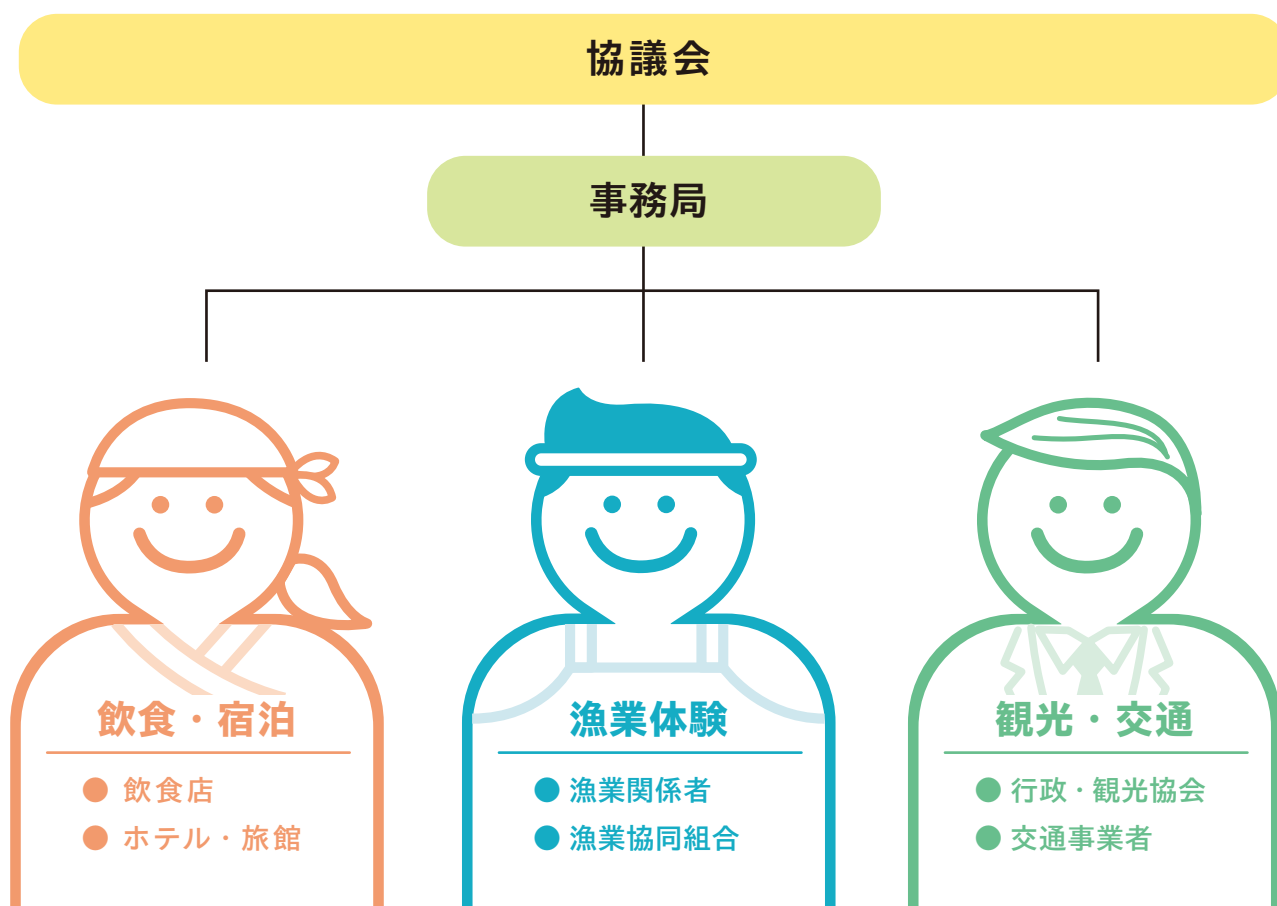 協議会
事務局
飲食・宿泊
● 飲食店
● ホテル・旅館
漁業体験
● 漁業関係者
● 漁業協同組合
観光・交通
● 行政・観光協会
● 交通事業者